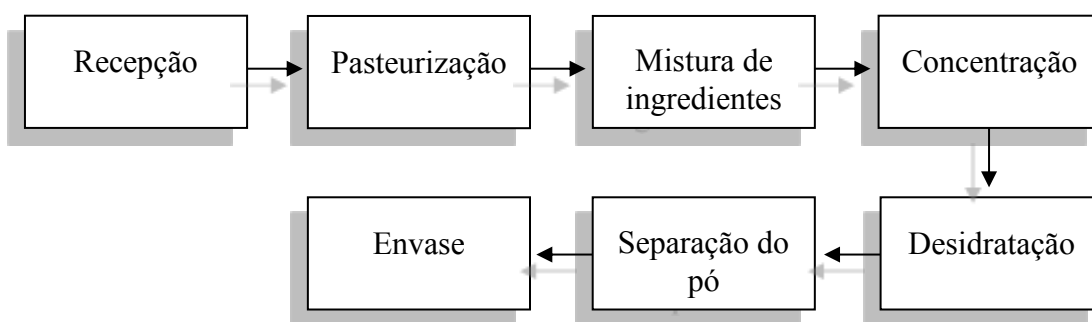 Recepção
Pasteurização
Mistura de
ingredientes
Concentração
Envase
Separação do
pó
Desidratação